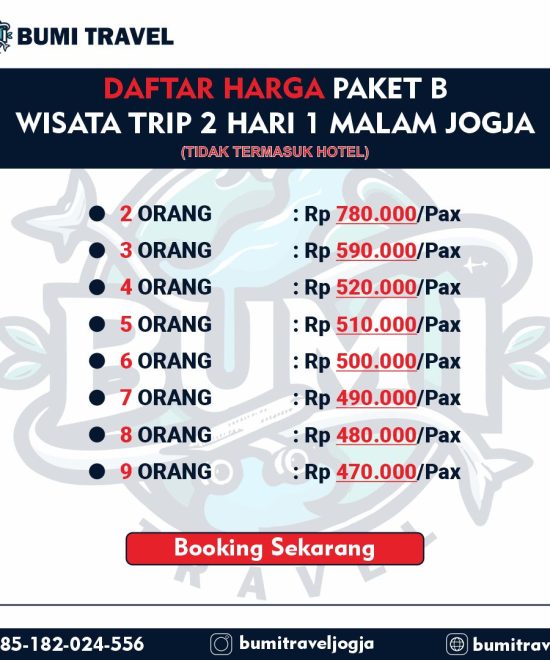 BUMI TRAVEL
DAFTAR HARGA PAKET B
WISATA TRIP 2 HARI 1 MALAM JOGJA
(TIDAK TERMASUK HOTEL)
2 ORANG : Rp 780.000/Pax
3 ORANG : Rp 590.000/Pax
4 ORANG : Rp 520.000/Pax
5 ORANG : Rp 510.000/Pax
6 ORANG : Rp 500.000/Pax
7 ORANG : Rp 490.000/Pax
8 ORANG : Rp 480.000/Pax
9 ORANG : Rp 470.000/Pax
BUMI
TRAVEL
Booking Sekarang
85-182-024-556 bumitraveljogja bumitrav